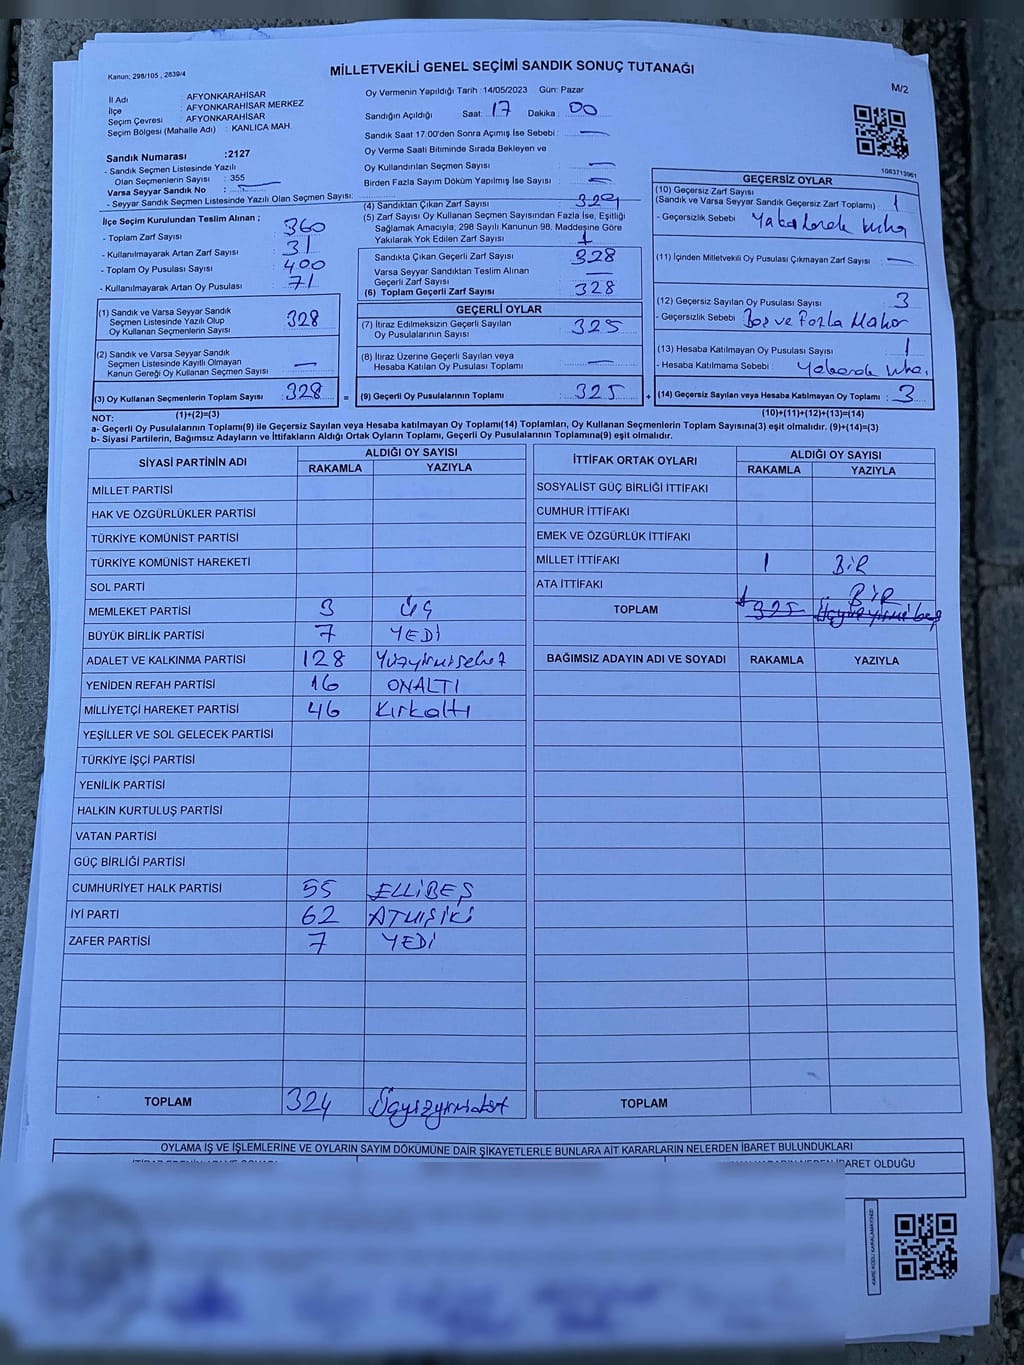 Kanun: 298/105 , 2839/4
MİLLETVEKİLİ GENEL SEÇİMİ SANDIK SONUÇ TUTANAĞI
M/2
İl Adı AFYONKARAHİSAR
İlçe AFYONKARAHİSAR MERKEZ
Seçim Çevresi : AFYONKARAHİSAR
Seçim Bölgesi (Mahalle Adı) : KANLICA MAH.
Oy Vermenin Yapıldığı Tarih :14/05/2023 Gün: Pazar
Sandığın Açıldığı Saat: 17 Dakika : 00
Sandık Saat 17.00'den Sonra Açımış İse Sebebi : —
Oy Verme Saati Bitiminde Sırada Bekleyen ve
Oy Kullandırılan Seçmen Sayısı —
Birden Fazla Sayım Döküm Yapılmış İse Sayısı : —
Sandık Numarası :2127
- Sandık Seçmen Listesinde Yazılı
Olan Seçmenlerin Sayısı : 355
Varsa Seyyar Sandık No : —
- Seyyar Sandık Seçmen Listesinde Yazılı Olan Seçmen Sayısı: —
İlçe Seçim Kurulundan Teslim Alınan ;
- Toplam Zarf Sayısı 360
- Kullanılmayarak Artan Zarf Sayısı : 31
- Toplam Oy Pusulası Sayısı : 400
- Kullanılmayarak Artan Oy Pusulası : 71
(4) Sandıktan Çıkan Zarf Sayısı : 329
(5) Zarf Sayısı Oy Kullanan Seçmen Sayısından Fazla İse, Eşitliği
Sağlamak Amacıyla; 298 Sayılı Kanunun 98. Maddesine Göre
Yakılarak Yok Edilen Zarf Sayısı : 1
Sandıkta Çıkan Geçerli Zarf Sayısı : 328
Varsa Seyyar Sandıktan Teslim Alınan
Geçerli Zarf Sayısı : —
(6) Toplam Geçerli Zarf Sayısı : 328
1083713961
GEÇERSİZ OYLAR
(10) Geçersiz Zarf Sayısı
(Sandık ve Varsa Seyyar Sandık Geçersiz Zarf Toplamı) : 1
- Geçersizlik Sebebi :
(11) İçinden Milletvekili Oy Pusulası Çıkmayan Zarf Sayısı : —
(12) Geçersiz Sayılan Oy Pusulası Sayısı : 3
- Geçersizlik Sebebi : Boş ve Fazla Mühür
(13) Hesaba Katılmayan Oy Pusulası Sayısı : 1
- Hesaba Katılmama Sebebi :
(14) Geçersiz Sayılan veya Hesaba Katılmayan Oy Toplamı : 3
(1) Sandık ve Varsa Seyyar Sandık
Seçmen Listesinde Yazılı Olup
Oy Kullanan Seçmenlerin Sayısı : 328
(2) Sandık ve Varsa Seyyar Sandık
Seçmen Listesinde Kayıtlı Olmayan
Kanun Gereği Oy Kullanan Seçmen Sayısı : —
(3) Oy Kullanan Seçmenlerin Toplam Sayısı : 328
=
GEÇERLİ OYLAR
(7) İtiraz Edilmeksizin Geçerli Sayılan
Oy Pusulalarının Sayısı : 325
(8) İtiraz Üzerine Geçerli Sayılan veya
Hesaba Katılan Oy Pusulası Toplamı : —
(9) Geçerli Oy Pusulalarının Toplamı : 325
+
NOT: (1)+(2)=(3) (10)+(11)+(12)+(13)=(14)
a- Geçerli Oy Pusulalarının Toplamı(9) ile Geçersiz Sayılan veya Hesaba katılmayan Oy Toplamı(14) Toplamları, Oy Kullanan Seçmenlerin Toplam Sayısına(3) eşit olmalıdır. (9)+(14)=(3)
b- Siyasi Partilerin, Bağımsız Adayların ve İttifakların Aldığı Ortak Oyların Toplamı, Geçerli Oy Pusulalarının Toplamına(9) eşit olmalıdır.
SİYASİ PARTİNİN ADI ALDIĞI OY SAYISI
RAKAMLA YAZIYLA
MİLLET PARTİSİ
HAK VE ÖZGÜRLÜKLER PARTİSİ
TÜRKİYE KOMÜNİST PARTİSİ
TÜRKİYE KOMÜNİST HAREKETİ
SOL PARTİ
MEMLEKET PARTİSİ 3 ÜÇ
BÜYÜK BİRLİK PARTİSİ 7 YEDİ
ADALET VE KALKINMA PARTİSİ 128 Yüzyirmisekiz
YENİDEN REFAH PARTİSİ 16 ONALTI
MİLLİYETÇİ HAREKET PARTİSİ 46 Kırkaltı
YEŞİLLER VE SOL GELECEK PARTİSİ
TÜRKİYE İŞÇİ PARTİSİ
YENİLİK PARTİSİ
HALKIN KURTULUŞ PARTİSİ
VATAN PARTİSİ
GÜÇ BİRLİĞİ PARTİSİ
CUMHURİYET HALK PARTİSİ 55 ELLİBEŞ
İYİ PARTİ 62 ATMIŞİKİ
ZAFER PARTİSİ 7 YEDİ
TOPLAM 324 Üçyüzyirmidört
İTTİFAK ORTAK OYLARI ALDIĞI OY SAYISI
RAKAMLA YAZIYLA
SOSYALİST GÜÇ BİRLİĞİ İTTİFAKI
CUMHUR İTTİFAKI
EMEK VE ÖZGÜRLÜK İTTİFAKI
MİLLET İTTİFAKI 1 BİR
ATA İTTİFAKI
TOPLAM 1 325 BİR Üçyüzyirmibeş
BAĞIMSIZ ADAYIN ADI VE SOYADI RAKAMLA YAZIYLA
TOPLAM
OYLAMA İŞ VE İŞLEMLERİNE VE OYLARIN SAYIM DÖKÜMÜNE DAİR ŞİKAYETLERLE BUNLARA AİT KARARLARIN NELERDEN İBARET BULUNDUKLARI
İBARET OLDUĞU
KARE KODU KARALAMAYINIZ!